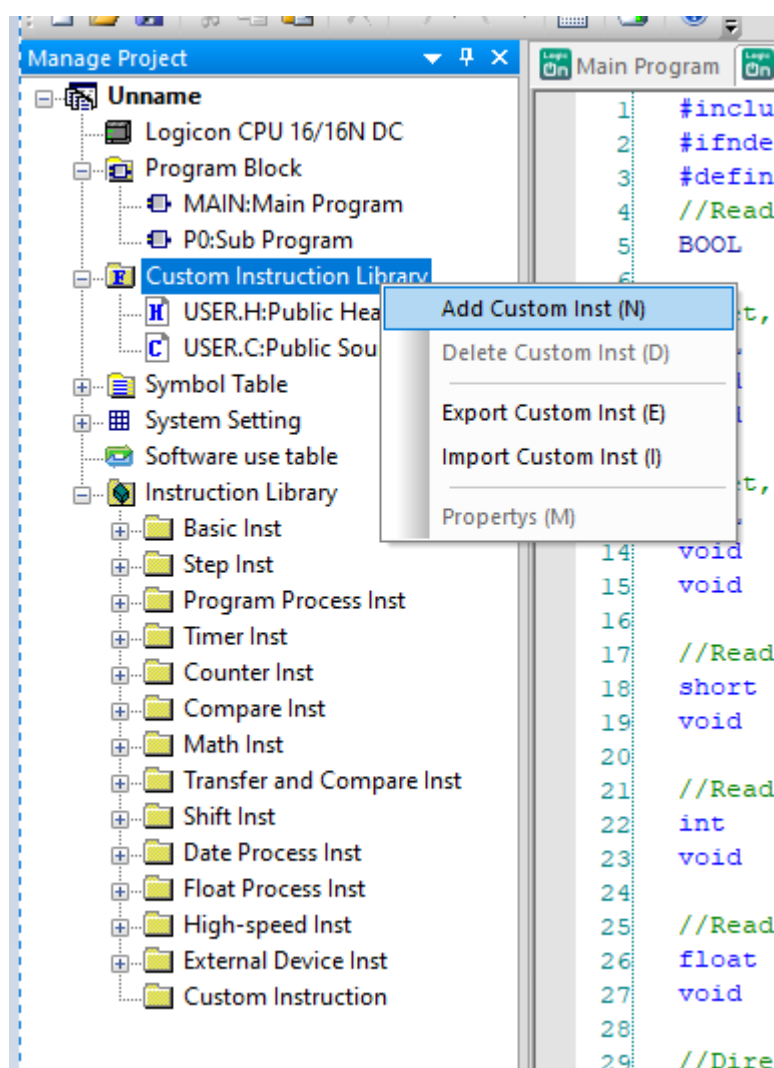 Manage Project
Main Program
Unname
Logicon CPU 16/16N DC
Program Block
MAIN:Main Program
P0:Sub Program
Custom Instruction Library
USER.H:Public Hea
USER.C:Public Sou
Symbol Table
System Setting
Software use table
Instruction Library
Basic Inst
Step Inst
Program Process Inst
Timer Inst
Counter Inst
Compare Inst
Math Inst
Transfer and Compare Inst
Shift Inst
Date Process Inst
Float Process Inst
High-speed Inst
External Device Inst
Custom Instruction
Add Custom Inst (N)
Delete Custom Inst (D)
Export Custom Inst (E)
Import Custom Inst (I)
Propertys (M)
1 #inclu
2 #ifnde
3 #defin
4 //Read
5 BOOL
6
et,
et,
14 void
15 void
16
17 //Read
18 short
19 void
20
21 //Read
22 int
23 void
24
25 //Read
26 float
27 void
28
29 //Dire